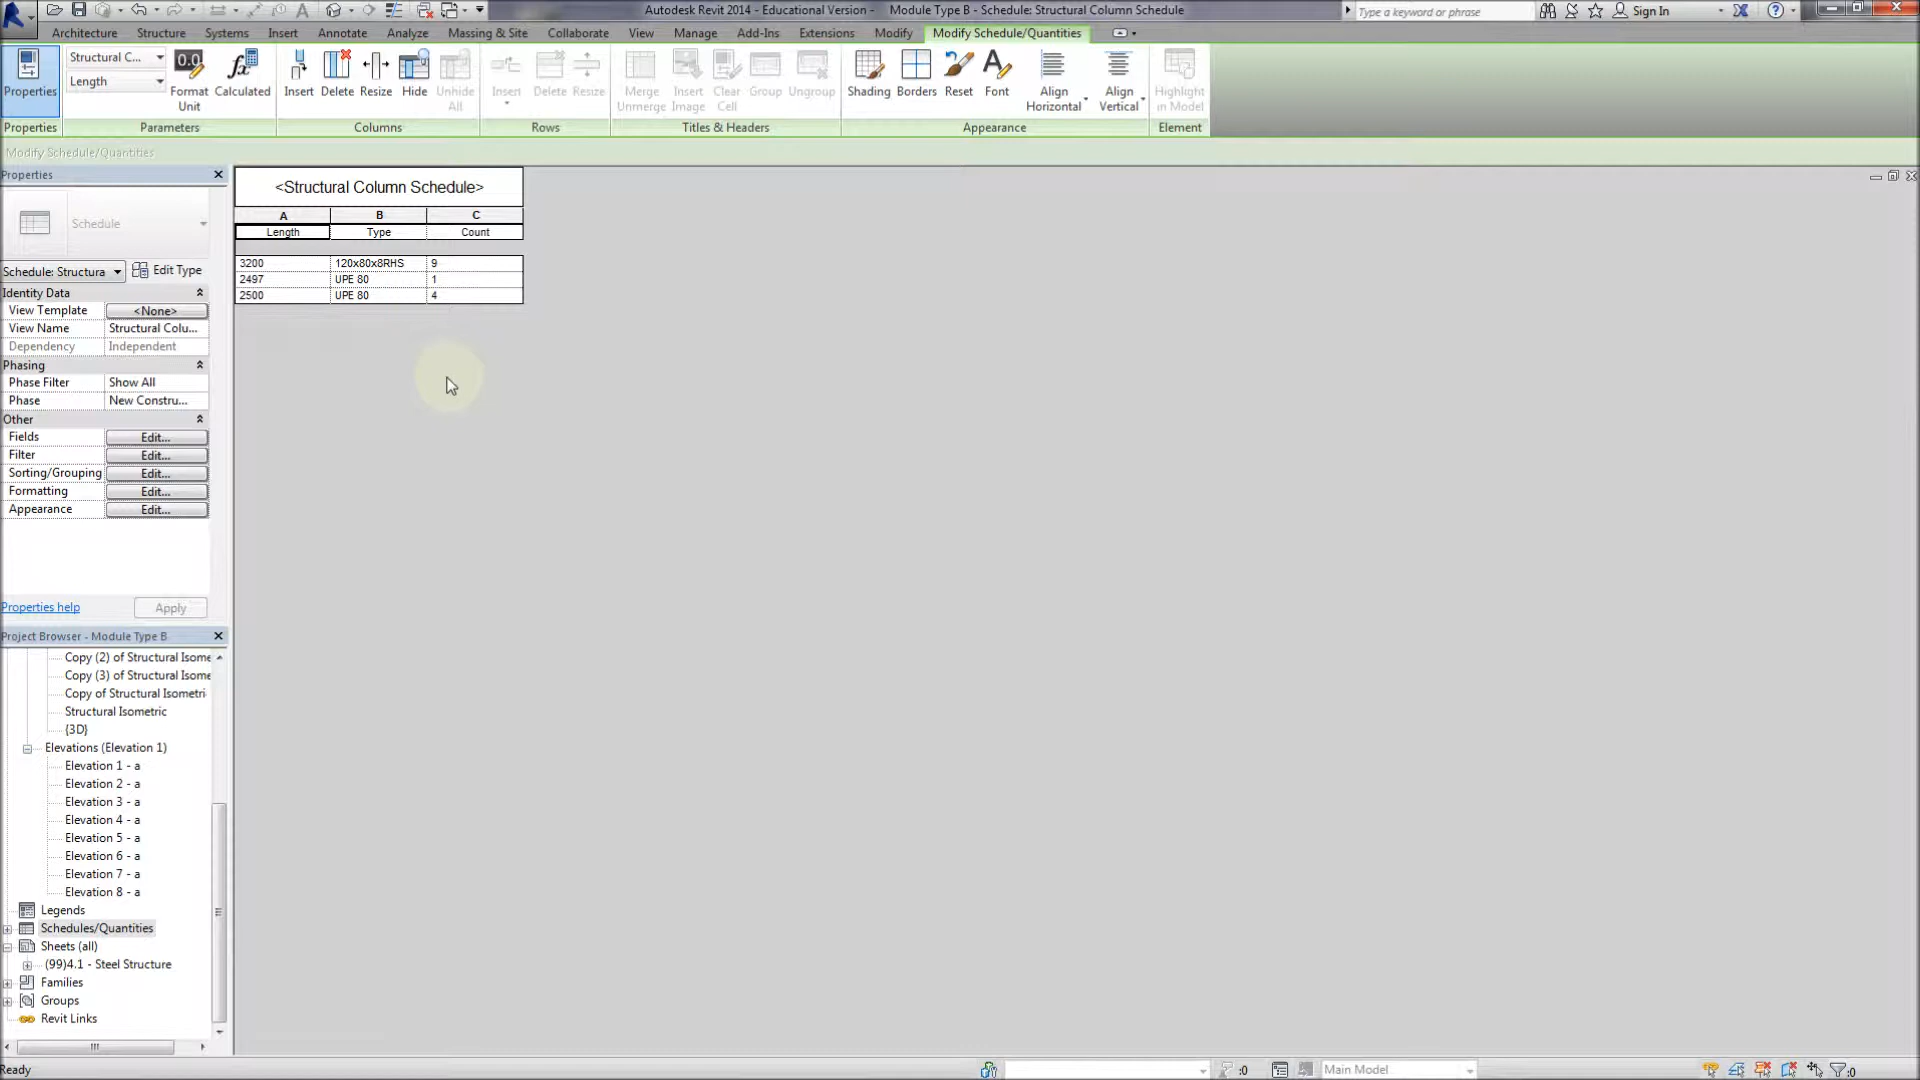 Autodesk Revit 2014 - Educational Version - Module Type B - Schedule: Structural Column Schedule
Type a keyword or phrase
Sign In
Architecture Structure Systems Insert Annotate Analyze Massing & Site Collaborate View Manage Add-Ins Extensions Modify Modify Schedule/Quantities
Structural C...
Length
Properties
0.0
Format Unit
Calculated
Insert Delete Resize Hide Unhide All
Insert Delete Resize
Merge Unmerge
Insert Image
Clear Cell
Group Ungroup
Shading Borders Reset Font
Align Horizontal
Align Vertical
Highlight in Model
Properties Parameters Columns Rows Titles & Headers Appearance Element
Modify Schedule/Quantities
Properties
Schedule
Schedule: Structura
Edit Type
Identity Data
View Template <None>
View Name Structural Colu...
Dependency Independent
Phasing
Phase Filter Show All
Phase New Constru...
Other
Fields Edit...
Filter Edit...
Sorting/Grouping Edit...
Formatting Edit...
Appearance Edit...
Properties help
Apply
<Structural Column Schedule>
A B C
Length Type Count
3200 120x80x8RHS 9
2497 UPE 80 1
2500 UPE 80 4
Project Browser - Module Type B
Copy (2) of Structural Isome
Copy (3) of Structural Isome
Copy of Structural Isometri
Structural Isometric
{3D}
Elevations (Elevation 1)
Elevation 1 - a
Elevation 2 - a
Elevation 3 - a
Elevation 4 - a
Elevation 5 - a
Elevation 6 - a
Elevation 7 - a
Elevation 8 - a
Legends
Schedules/Quantities
Sheets (all)
(99)4.1 - Steel Structure
Families
Groups
Revit Links
Ready
:0
Main Model
:0